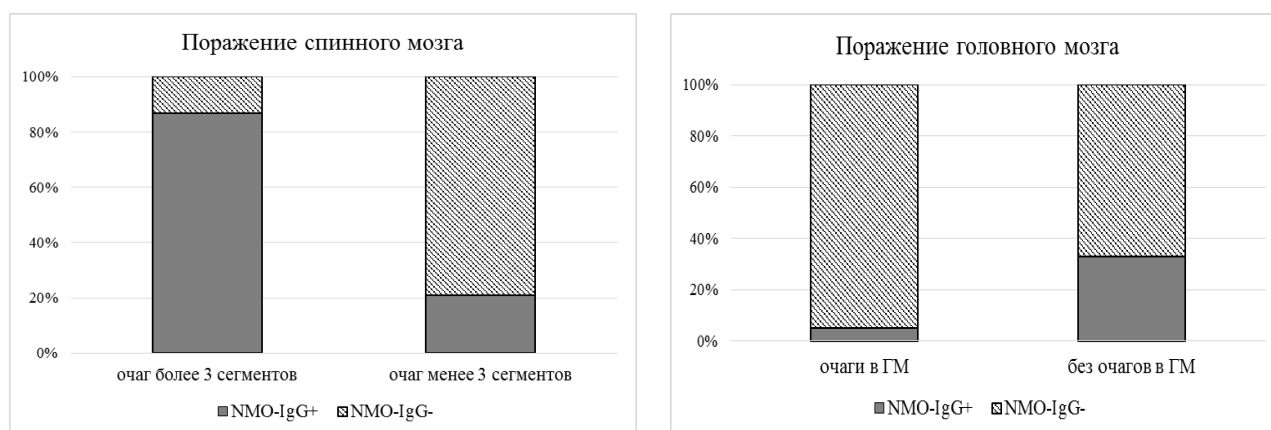 Поражение спинного мозга
100%
80%
60%
40%
20%
0%
очаг более 3 сегментов
очаг менее 3 сегментов
NMO-IgG+
NMO-IgG-
Поражение головного мозга
100%
80%
60%
40%
20%
0%
очаги в ГМ
без очагов в ГМ
NMO-IgG+
NMO-IgG-